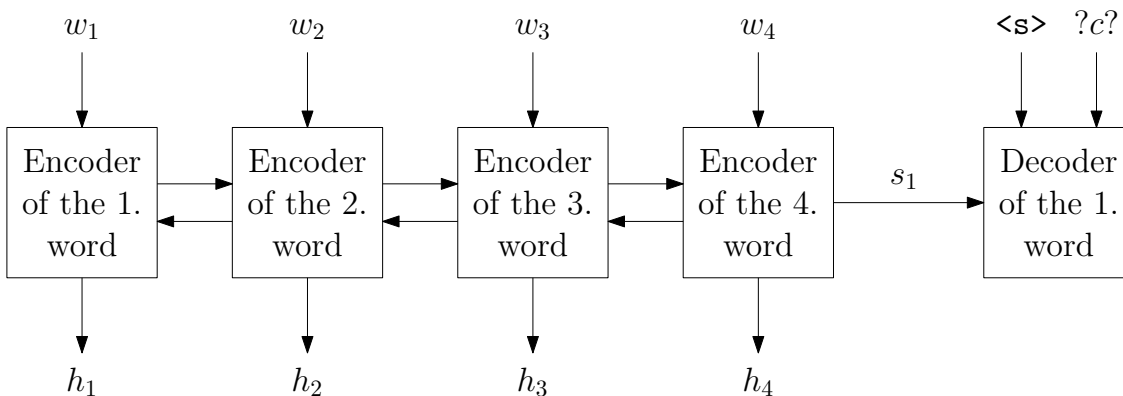 w1 w2 w3 w4 <s> ?c?
Encoder of the 1. word
Encoder of the 2. word
Encoder of the 3. word
Encoder of the 4. word
s1
Decoder of the 1. word
h1 h2 h3 h4